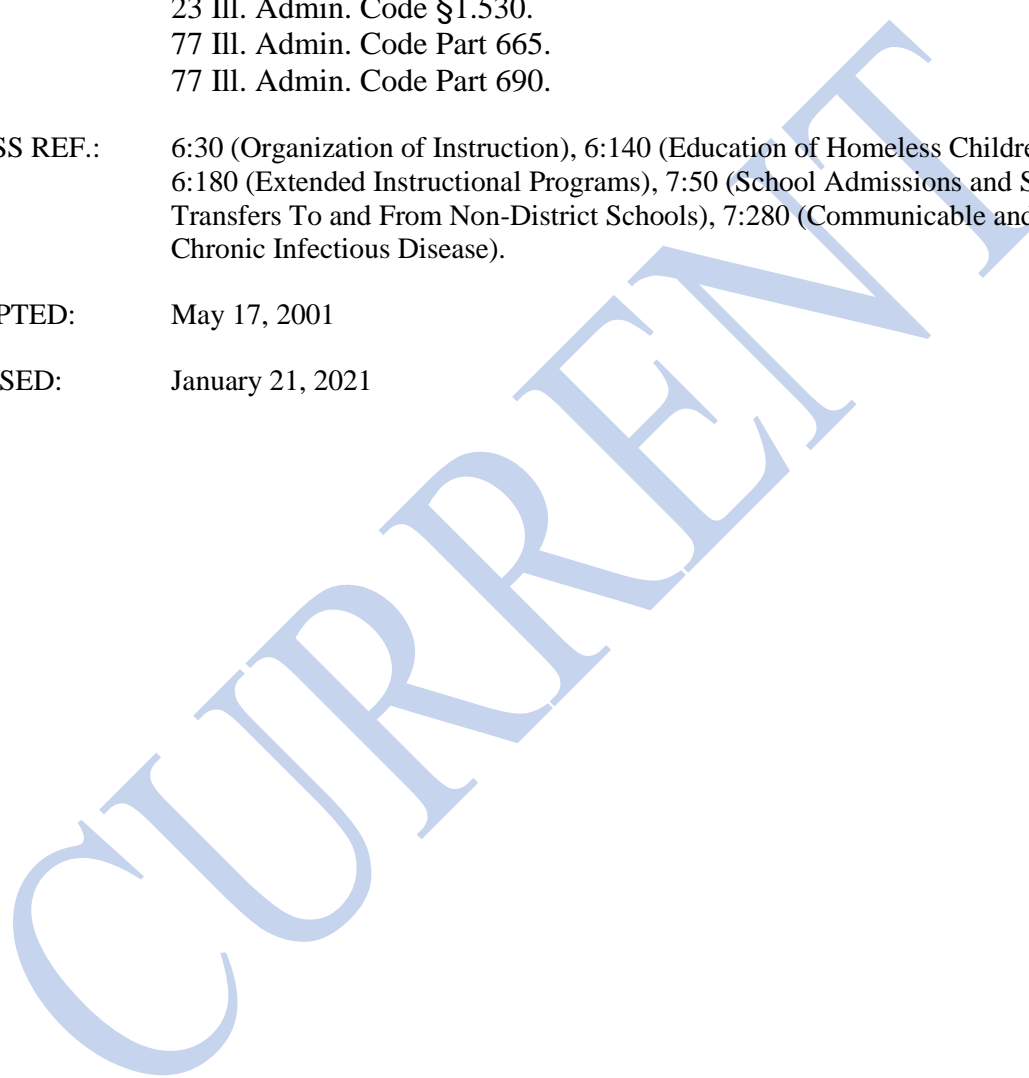 23 Ill. Admin. Code §1.530.
77 Ill. Admin. Code Part 665.
77 Ill. Admin. Code Part 690.
SS REF.: 6:30 (Organization of Instruction), 6:140 (Education of Homeless Childre
6:180 (Extended Instructional Programs), 7:50 (School Admissions and S
Transfers To and From Non-District Schools), 7:280 (Communicable and
Chronic Infectious Disease).
PTED: May 17, 2001
SED: January 21, 2021
CURRENT